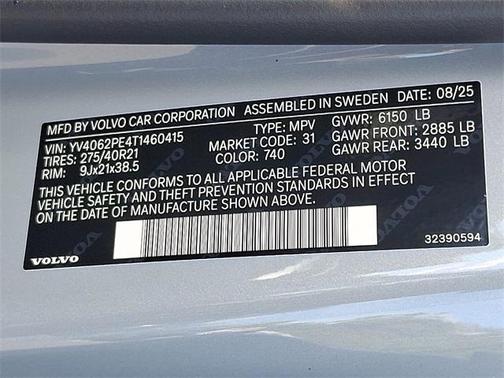 MFD BY VOLVO CAR CORPORATION ASSEMBLED IN SWEDEN DATE: 08/25
VIN: YV4062PE4T1460415 TYPE: MPV GVWR: 6150 LB
TIRES: 275/40R21 MARKET CODE: 31 GAWR FRONT: 2885 LB
RIM: 9Jx21x38.5 COLOR: 740 GAWR REAR: 3440 LB
THIS VEHICLE CONFORMS TO ALL APPLICABLE FEDERAL MOTOR
VEHICLE SAFETY AND THEFT PREVENTION STANDARDS IN EFFECT
ON THE DATE OF MANUFACTURE SHOWN ABOVE.
VOLVO 32390594